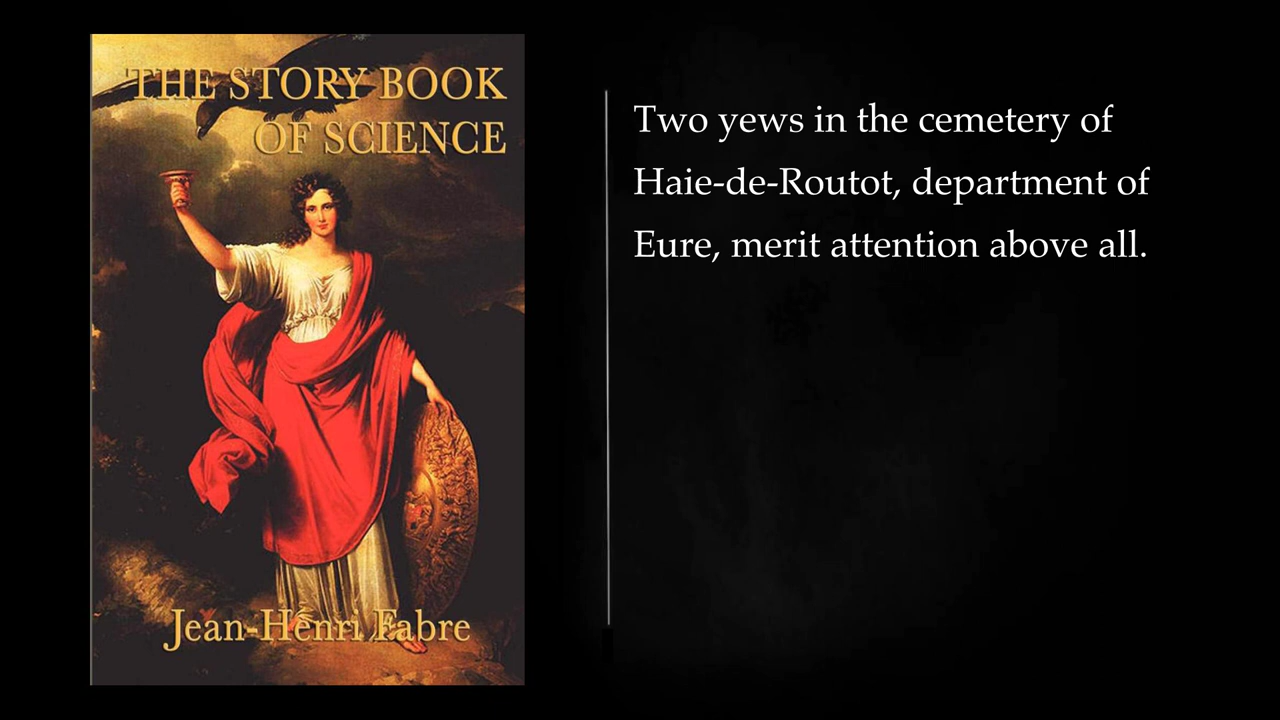 THE STORY BOOK
OF SCIENCE
Jean-Henri Fabre
Two yews in the cemetery of
Haie-de-Routot, department of
Eure, merit attention above all.